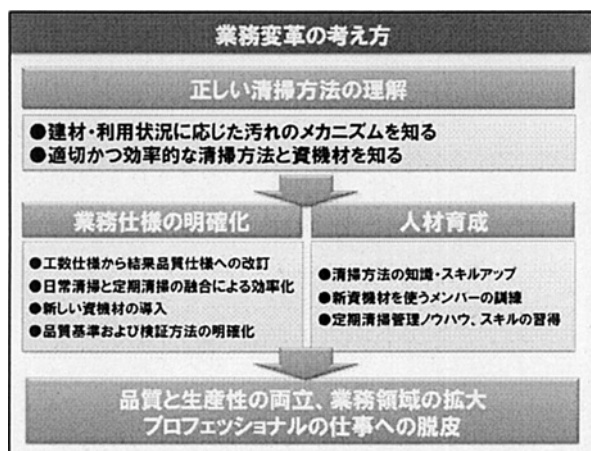 業務変革の考え方
正しい清掃方法の理解
●建材・利用状況に応じた汚れのメカニズムを知る
●適切かつ効率的な清掃方法と資機材を知る
業務仕様の明確化
●工数仕様から結果品質仕様への改訂
●日常清掃と定期清掃の融合による効率化
●新しい資機材の導入
●品質基準および検証方法の明確化
人材育成
●清掃方法の知識・スキルアップ
●新資機材を使うメンバーの訓練
●定期清掃管理ノウハウ、スキルの習得
品質と生産性の両立、業務領域の拡大
プロフェッショナルの仕事への脱皮